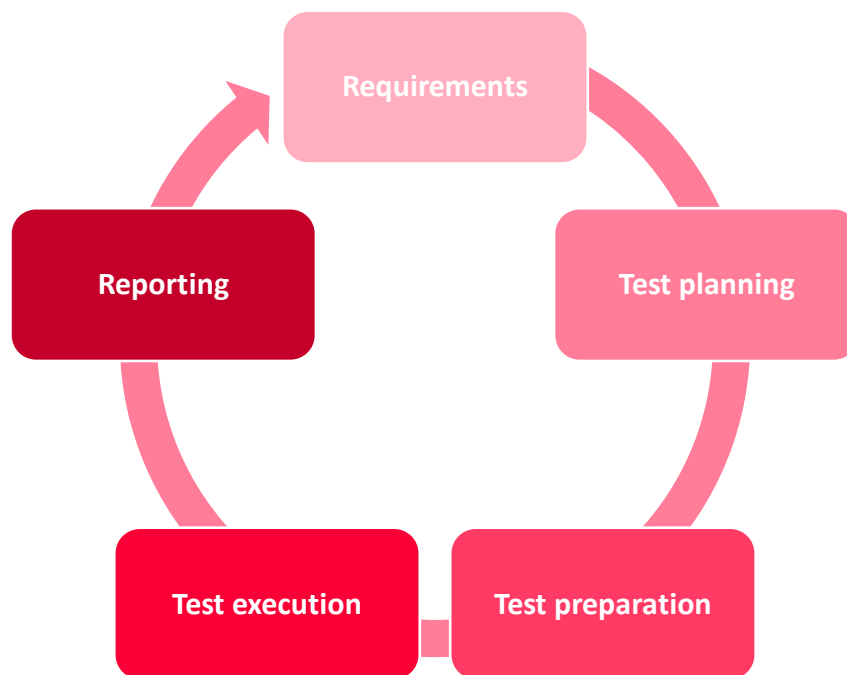 Requirements
Test planning
Test preparation
Test execution
Reporting